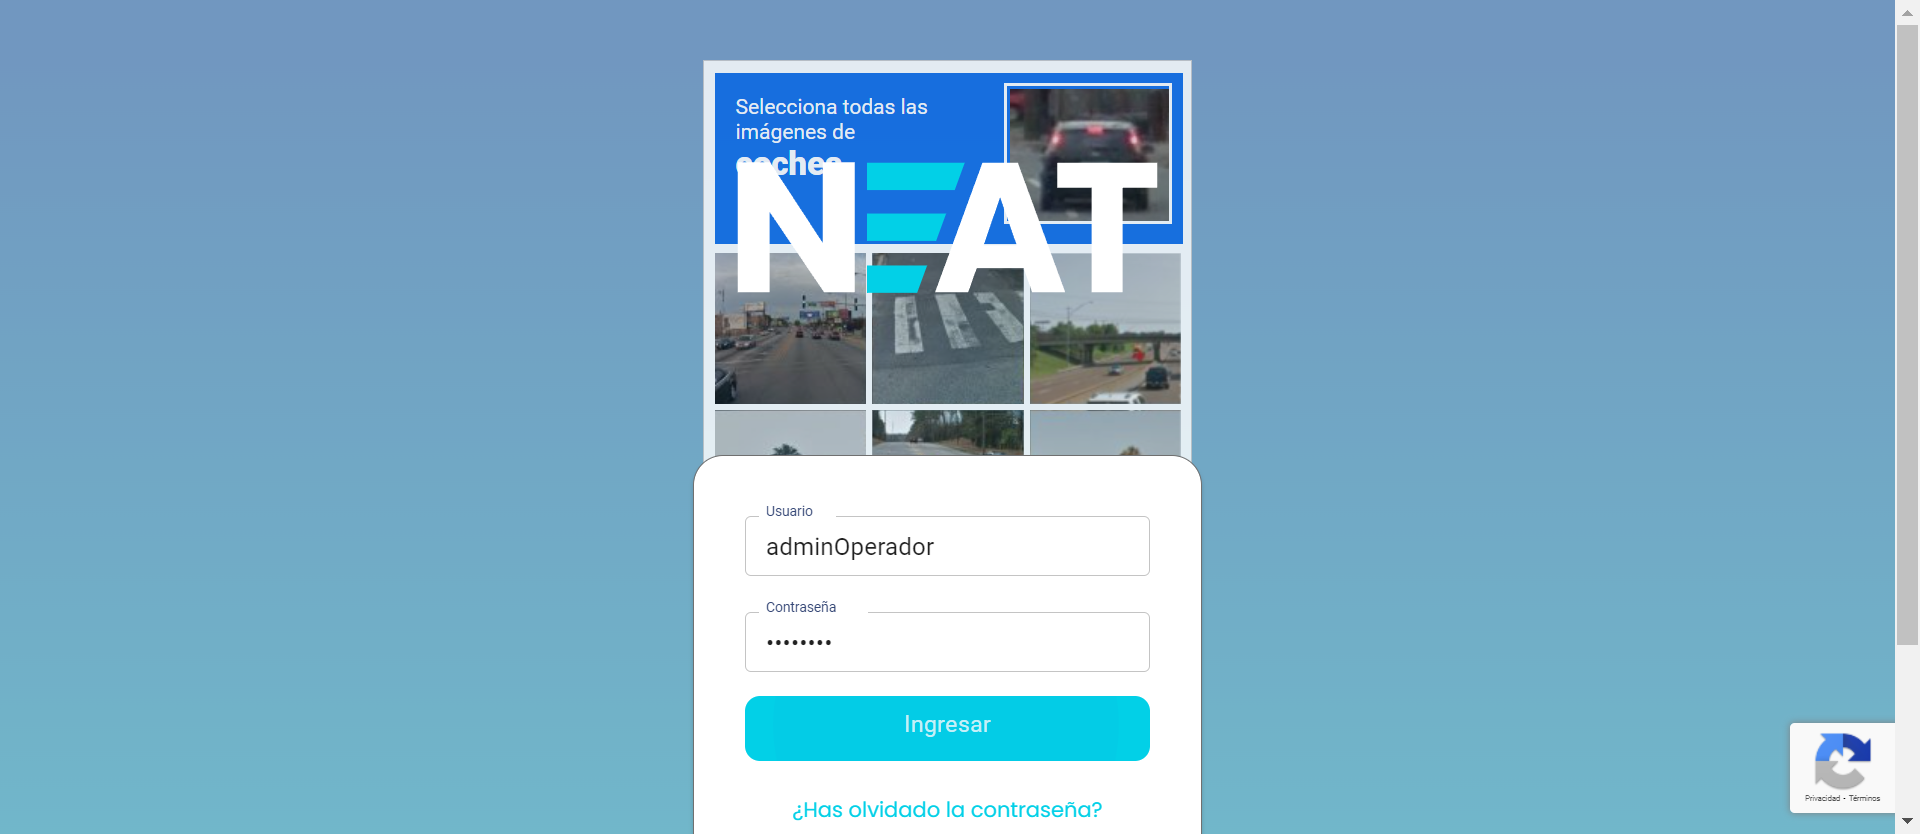 Selecciona todas las
imágenes de
coches
NEAT
Usuario
adminOperador
Contraseña
••••••••
Ingresar
¿Has olvidado la contraseña?
Privacidad - Términos